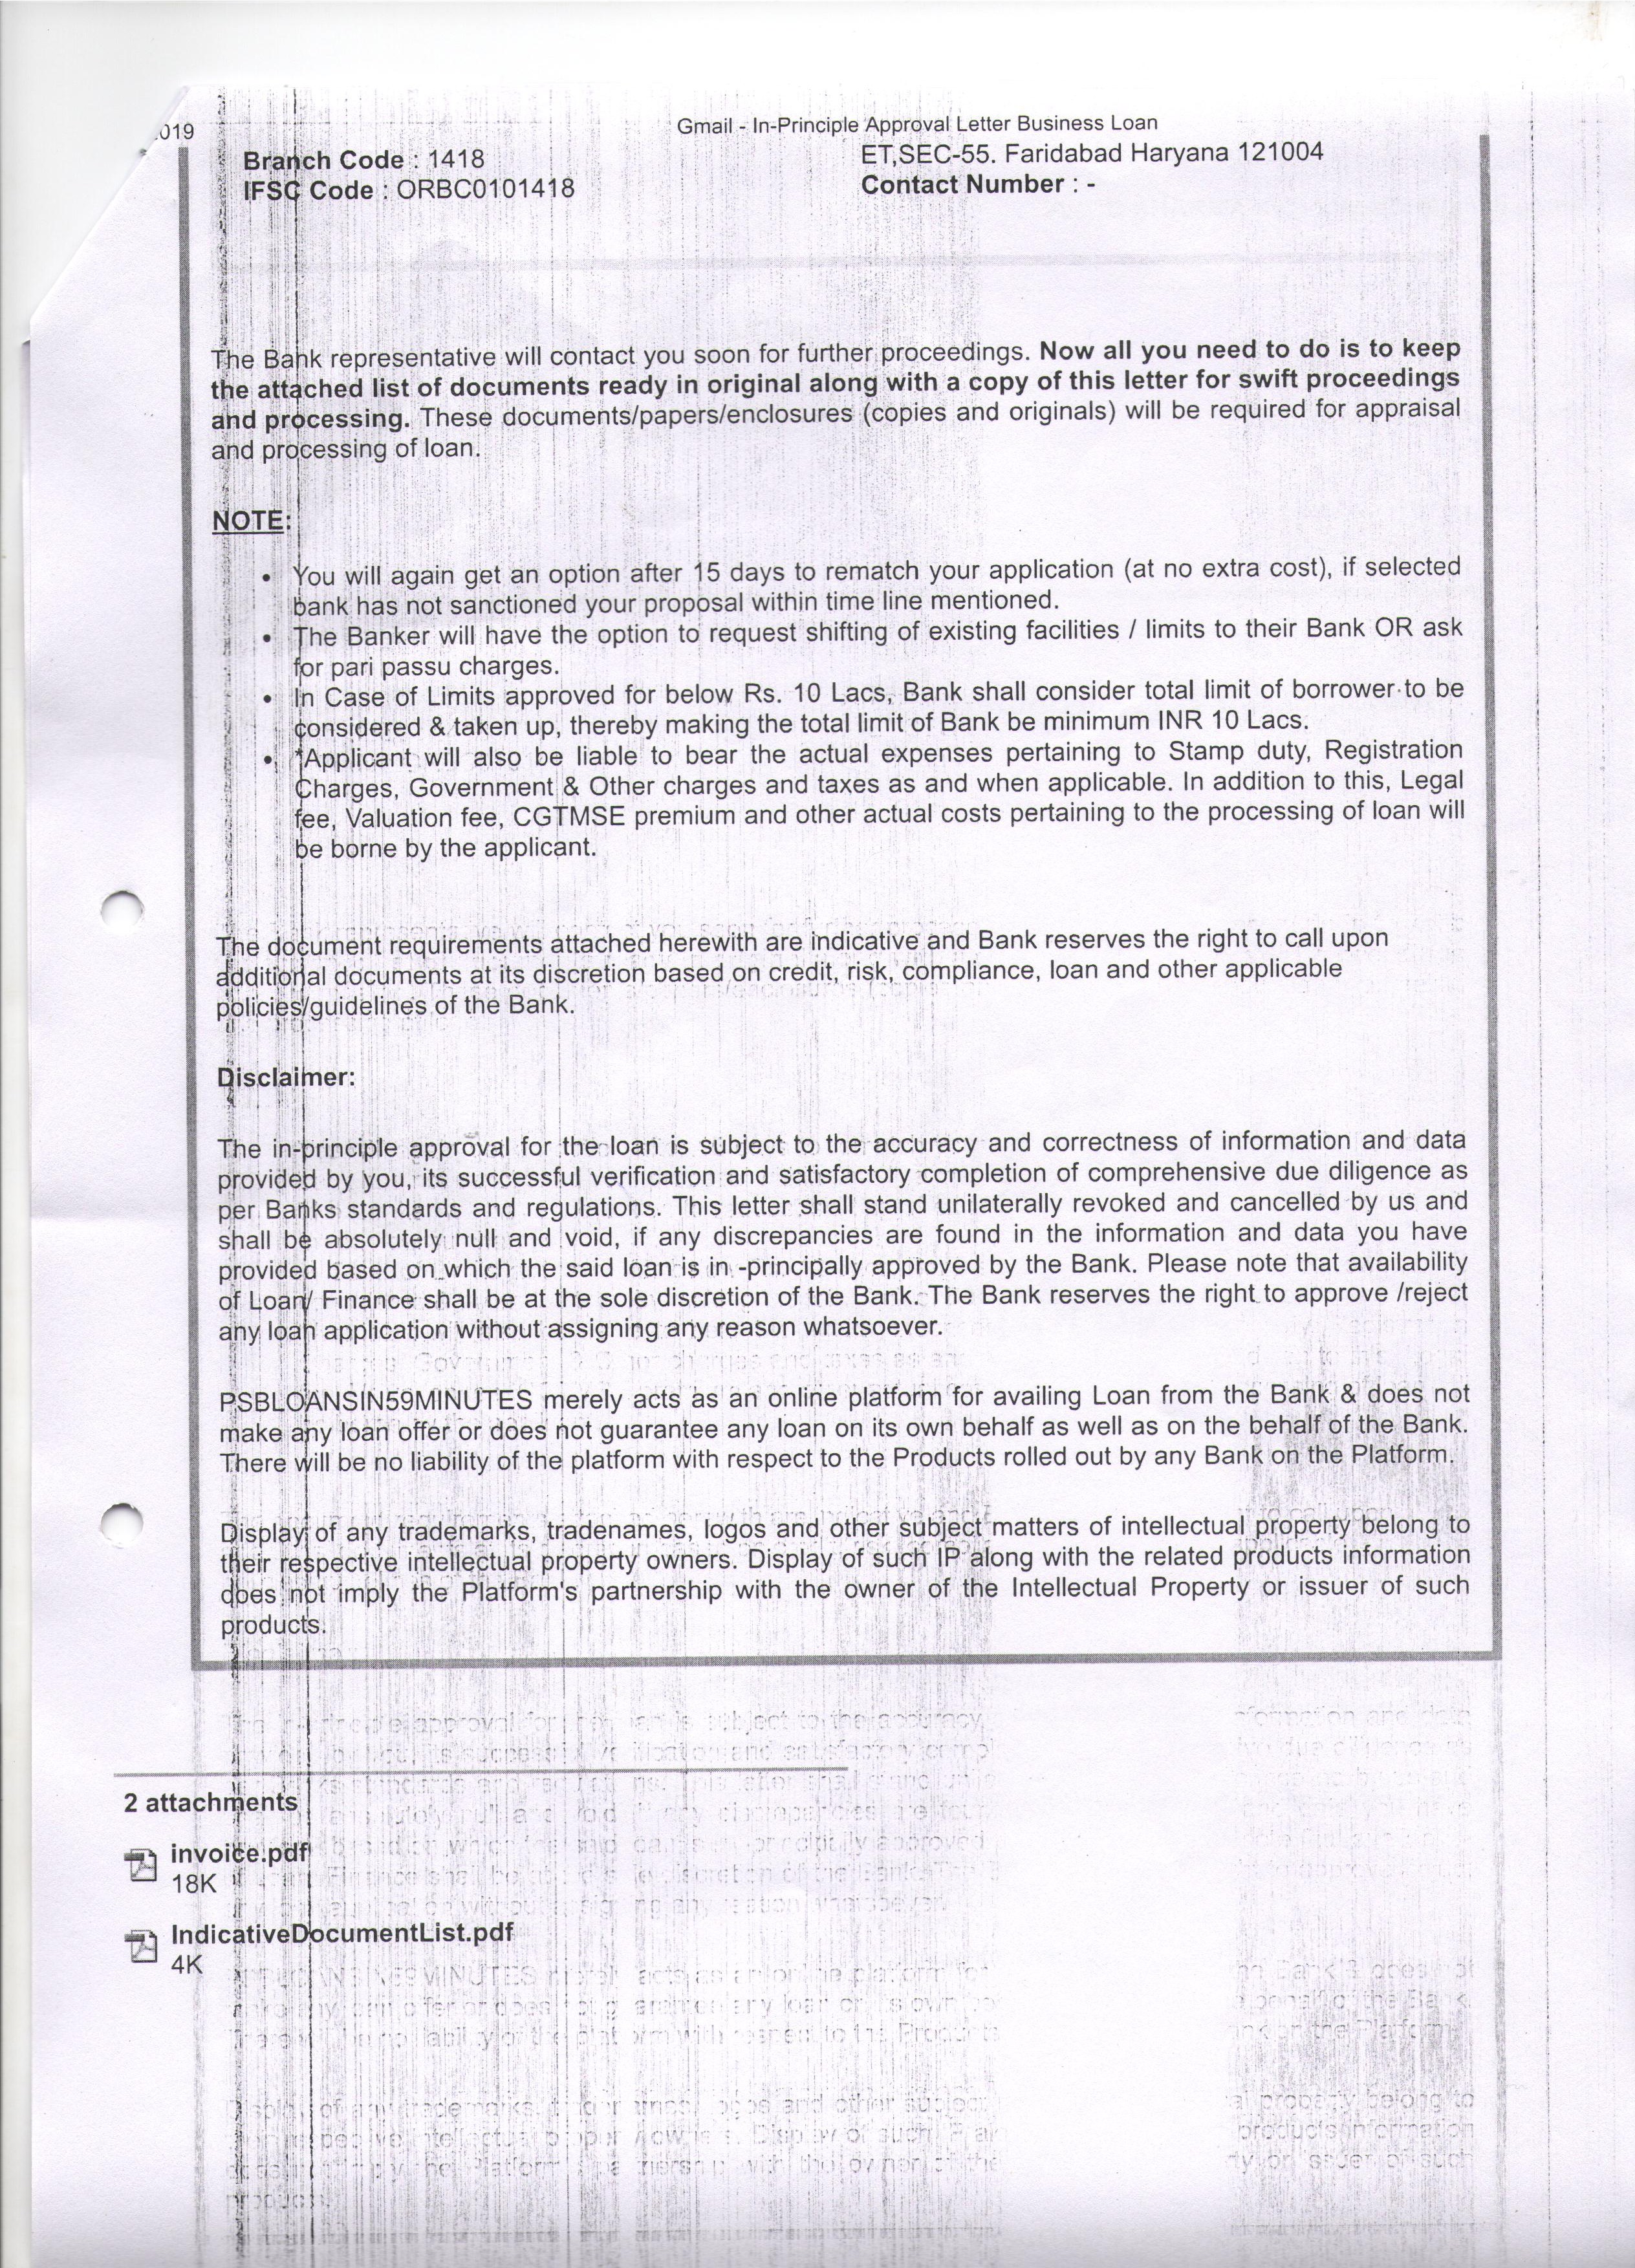 019
Gmail - In-Principle Approval Letter Business Loan
Branch Code : 1418
IFSC Code : ORBC0101418
ET,SEC-55. Faridabad Haryana 121004
Contact Number : -
The Bank representative will contact you soon for further proceedings. Now all you need to do is to keep
the attached list of documents ready in original along with a copy of this letter for swift proceedings
and processing. These documents/papers/enclosures (copies and originals) will be required for appraisal
and processing of loan.
NOTE:
• You will again get an option after 15 days to rematch your application (at no extra cost), if selected
bank has not sanctioned your proposal within time line mentioned.
• The Banker will have the option to request shifting of existing facilities / limits to their Bank OR ask
for pari passu charges.
• In Case of Limits approved for below Rs. 10 Lacs, Bank shall consider total limit of borrower to be
considered & taken up, thereby making the total limit of Bank be minimum INR 10 Lacs.
• *Applicant will also be liable to bear the actual expenses pertaining to Stamp duty, Registration
Charges, Government & Other charges and taxes as and when applicable. In addition to this, Legal
fee, Valuation fee, CGTMSE premium and other actual costs pertaining to the processing of loan will
be borne by the applicant.
The document requirements attached herewith are indicative and Bank reserves the right to call upon
additional documents at its discretion based on credit, risk, compliance, loan and other applicable
policies/guidelines of the Bank.
Disclaimer:
The in-principle approval for the loan is subject to the accuracy and correctness of information and data
provided by you, its successful verification and satisfactory completion of comprehensive due diligence as
per Banks standards and regulations. This letter shall stand unilaterally revoked and cancelled by us and
shall be absolutely null and void, if any discrepancies are found in the information and data you have
provided based on which the said loan is in -principally approved by the Bank. Please note that availability
of Loan/ Finance shall be at the sole discretion of the Bank. The Bank reserves the right to approve /reject
any loan application without assigning any reason whatsoever.
PSBLOANSIN59MINUTES merely acts as an online platform for availing Loan from the Bank & does not
make any loan offer or does not guarantee any loan on its own behalf as well as on the behalf of the Bank.
There will be no liability of the platform with respect to the Products rolled out by any Bank on the Platform.
Display of any trademarks, tradenames, logos and other subject matters of intellectual property belong to
their respective intellectual property owners. Display of such IP along with the related products information
does not imply the Platform's partnership with the owner of the Intellectual Property or issuer of such
products.
2 attachments
invoice.pdf
18K
IndicativeDocumentList.pdf
4K